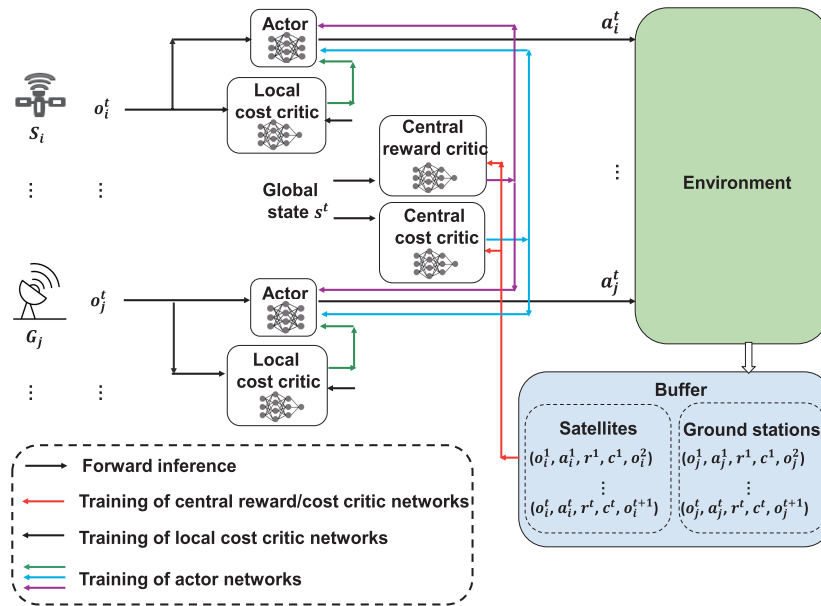 Actor
a_i^t
Local
cost critic
o_i^t
S_i
Central
reward critic
Global
state s^t
Central
cost critic
Environment
⋮
⋮
⋮
Actor
a_j^t
o_j^t
G_j
Local
cost critic
⋮
⋮
Buffer
Satellites
(o_i^1, a_i^1, r^1, c^1, o_i^2)
⋮
(o_i^t, a_i^t, r^t, c^t, o_i^{t+1})
Ground stations
(o_j^1, a_j^1, r^1, c^1, o_j^2)
⋮
(o_j^t, a_j^t, r^t, c^t, o_j^{t+1})
Forward inference
Training of central reward/cost critic networks
Training of local cost critic networks
Training of actor networks